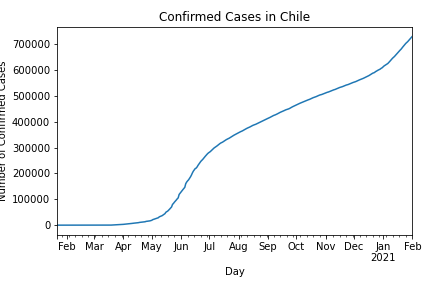 Confirmed Cases in Chile
700000
600000
500000
400000
300000
200000
100000
0
Number of Confirmed Cases
Feb Mar Apr May Jun Jul Aug Sep Oct Nov Dec Jan Feb
2021
Day